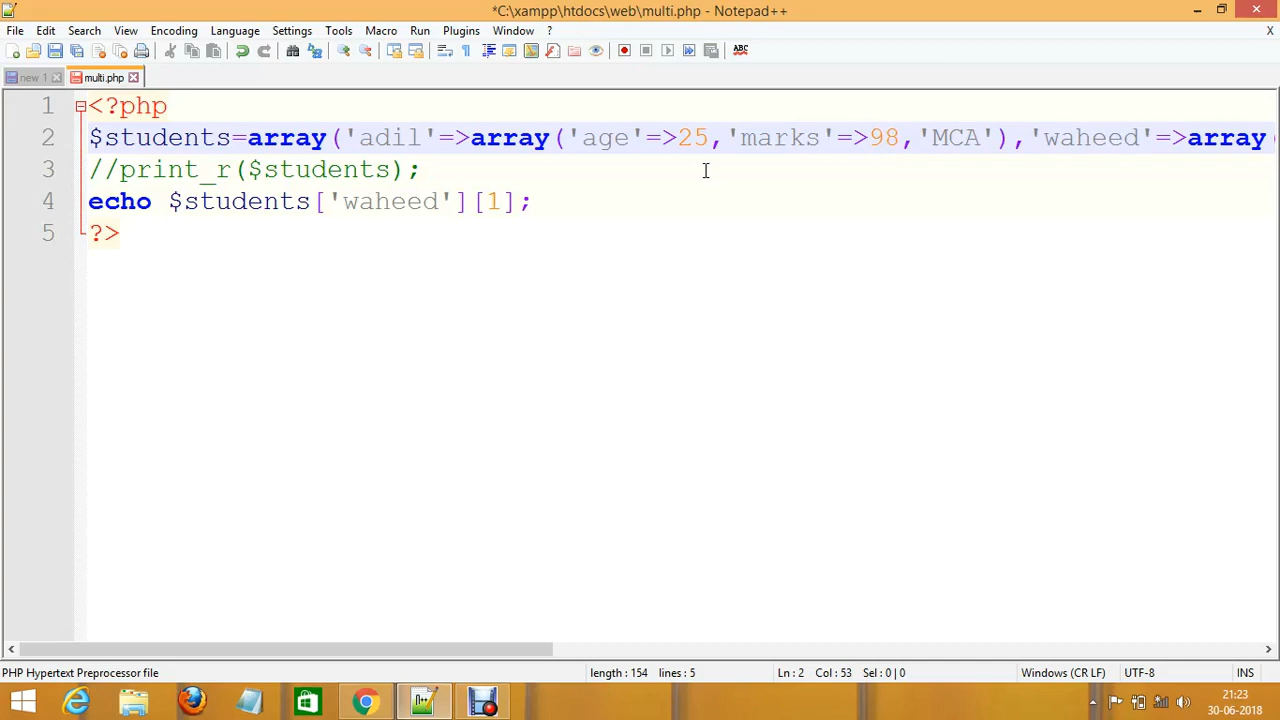 *C:\xampp\htdocs\web\multi.php - Notepad++
File Edit Search View Encoding Language Settings Tools Macro Run Plugins Window ? X
ABC
new 1 multi.php
1 <?php
2 $students=array('adil'=>array('age'=>25,'marks'=>98,'MCA'),'waheed'=>array(
3 //print_r($students);
4 echo $students['waheed'][1];
5 ?>
PHP Hypertext Preprocessor file length : 154 lines : 5 Ln : 2 Col : 53 Sel : 0 | 0 Windows (CR LF) UTF-8 INS
21:23
30-06-2018